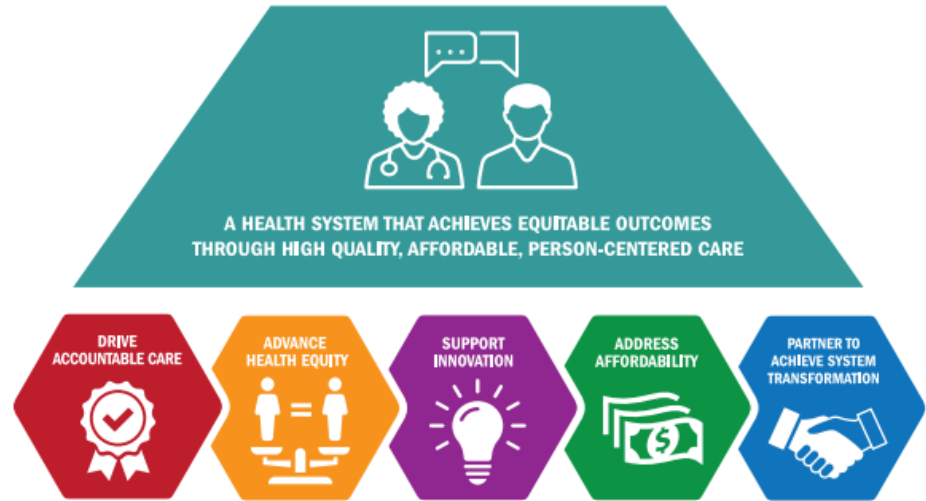 A HEALTH SYSTEM THAT ACHIEVES EQUITABLE OUTCOMES
THROUGH HIGH QUALITY, AFFORDABLE, PERSON-CENTERED CARE
DRIVE
ACCOUNTABLE CARE
ADVANCE
HEALTH EQUITY
SUPPORT
INNOVATION
ADDRESS
AFFORDABILITY
$
PARTNER TO
ACHIEVE SYSTEM
TRANSFORMATION